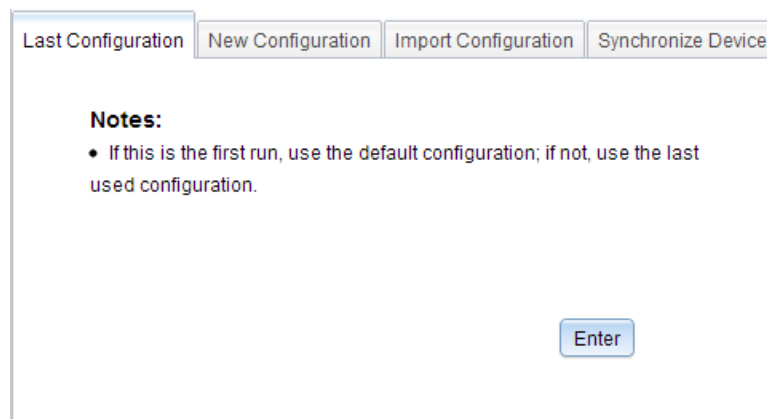 Last Configuration New Configuration Import Configuration Synchronize Device
Notes:
• If this is the first run, use the default configuration; if not, use the last
used configuration.
Enter